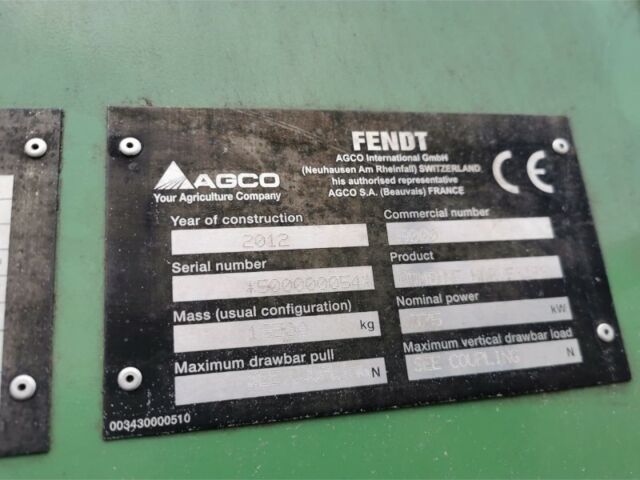 FENDT
AGCO International GmbH
(Neuhausen Am Rheinfall) SWITZERLAND
his authorised representative
AGCO S.A. (Beauvais) FRANCE
CE
AGCO
Your Agriculture Company
Year of construction
2012
Commercial number
Serial number
Product
Mass (usual configuration)
kg
Nominal power
kW
Maximum drawbar pull
N
Maximum vertical drawbar load
SEE COUPLING N
003430000510